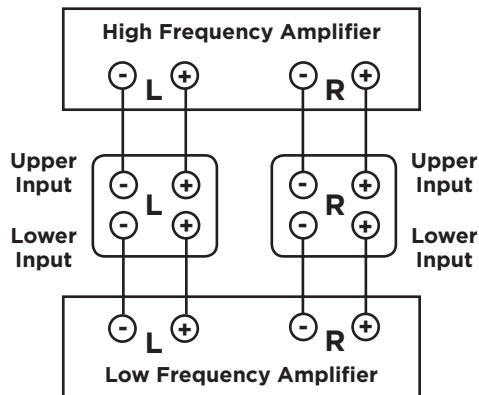 High Frequency Amplifier
- L + - R +
Upper
Input
- L + - R +
Upper
Input
Lower
Input
- + - +
Lower
Input
- L + - R +
Low Frequency Amplifier